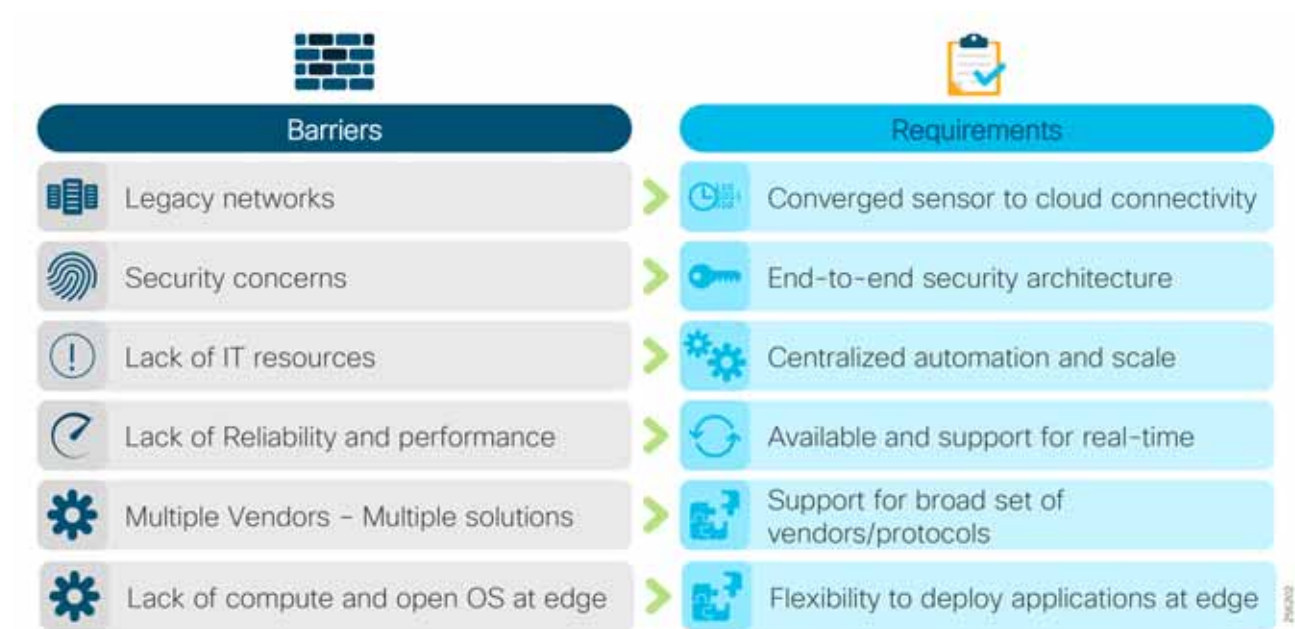 Barriers
Requirements
Legacy networks
Converged sensor to cloud connectivity
Security concerns
End-to-end security architecture
Lack of IT resources
Centralized automation and scale
Lack of Reliability and performance
Available and support for real-time
Multiple Vendors – Multiple solutions
Support for broad set of
vendors/protocols
Lack of compute and open OS at edge
Flexibility to deploy applications at edge